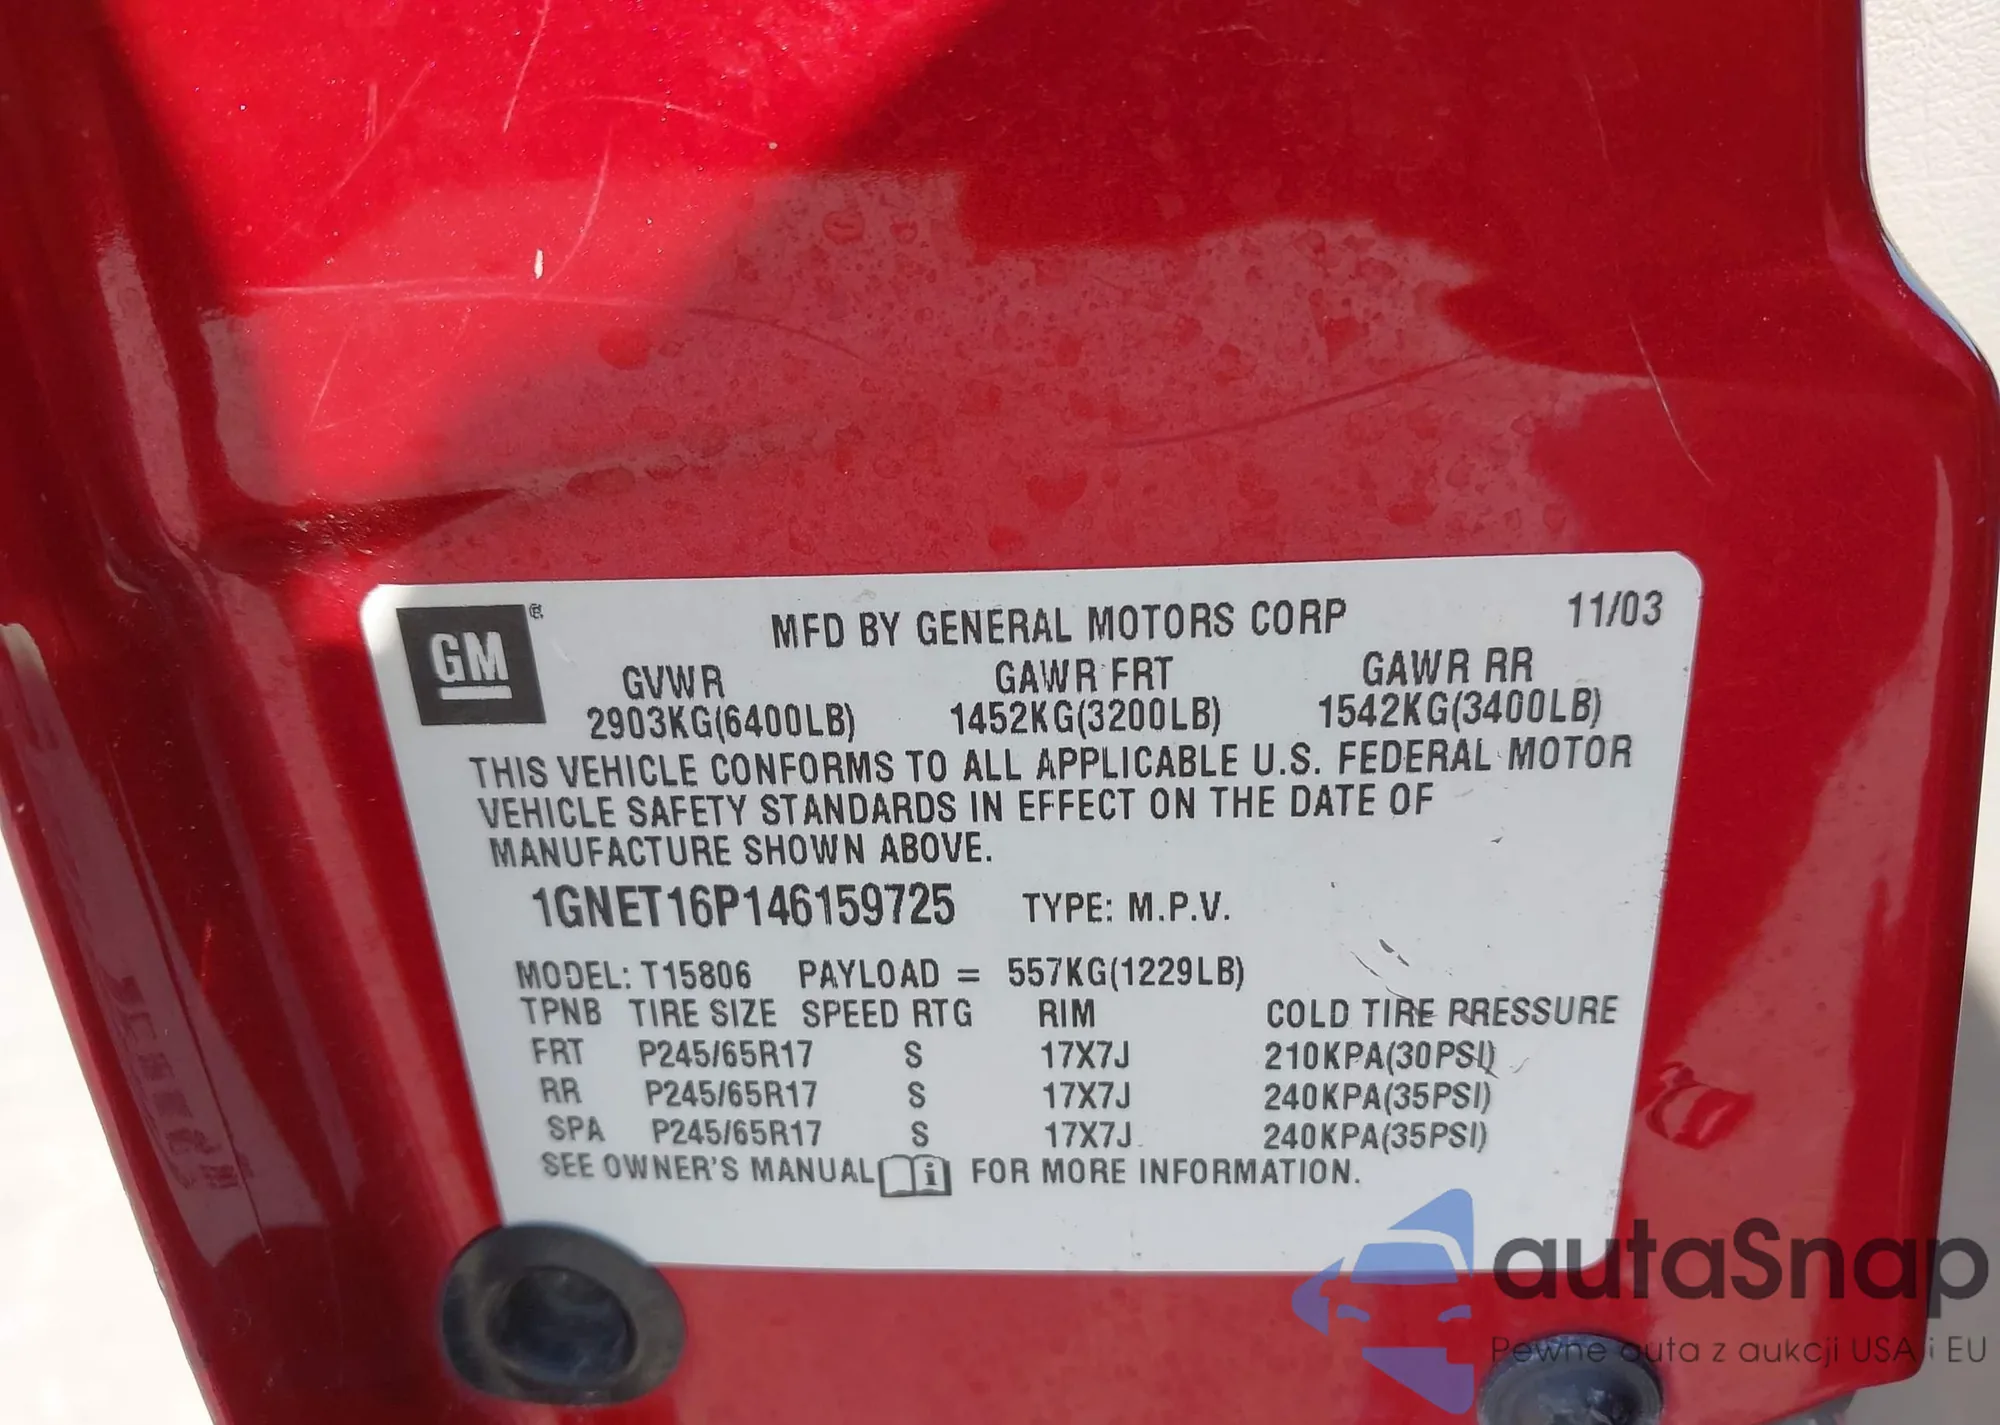 GM ®
MFD BY GENERAL MOTORS CORP 11/03
GVWR GAWR FRT GAWR RR
2903KG(6400LB) 1452KG(3200LB) 1542KG(3400LB)
THIS VEHICLE CONFORMS TO ALL APPLICABLE U.S. FEDERAL MOTOR
VEHICLE SAFETY STANDARDS IN EFFECT ON THE DATE OF
MANUFACTURE SHOWN ABOVE.
1GNET16P146159725 TYPE: M.P.V.
MODEL: T15806 PAYLOAD = 557KG(1229LB)
TPNB TIRE SIZE SPEED RTG RIM COLD TIRE PRESSURE
FRT P245/65R17 S 17X7J 210KPA(30PSI)
RR P245/65R17 S 17X7J 240KPA(35PSI)
SPA P245/65R17 S 17X7J 240KPA(35PSI)
SEE OWNER'S MANUAL i FOR MORE INFORMATION.
autaSnap
Pewne auta z aukcji USA i EU